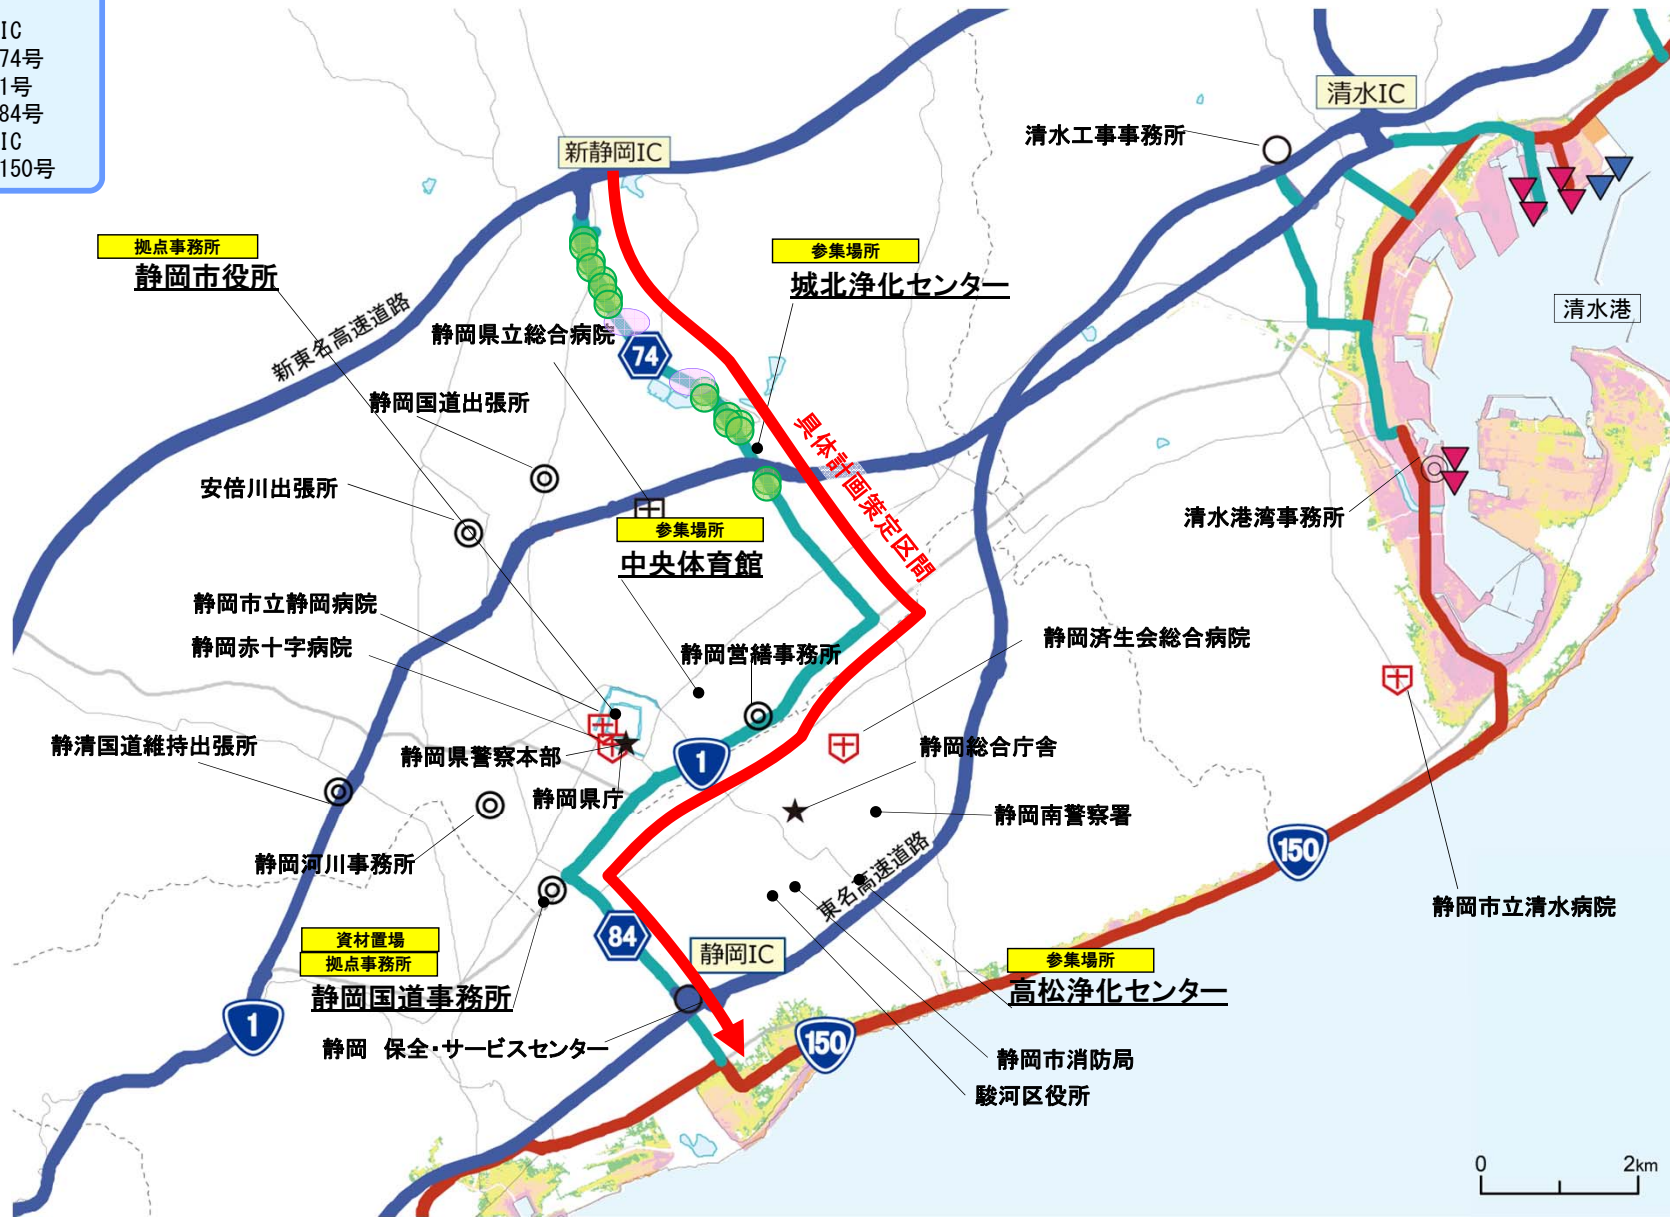 IC
74号
1号
84号
IC
150号
新静岡IC
清水IC
清水工事事務所
拠点事務所
静岡市役所
参集場所
城北浄化センター
新東名高速道路
静岡県立総合病院
74
清水港
静岡国道出張所
具体計画策定区間
安倍川出張所
清水港湾事務所
参集場所
中央体育館
静岡市立静岡病院
静岡赤十字病院
静岡営繕事務所
静岡済生会総合病院
静清国道維持出張所
静岡県警察本部
1
静岡総合庁舎
静岡県庁
静岡南警察署
静岡河川事務所
東名高速道路
150
静岡市立清水病院
資材置場
拠点事務所
静岡国道事務所
84
静岡IC
参集場所
高松浄化センター
1
静岡 保全・サービスセンター
150
静岡市消防局
駿河区役所
0 2km